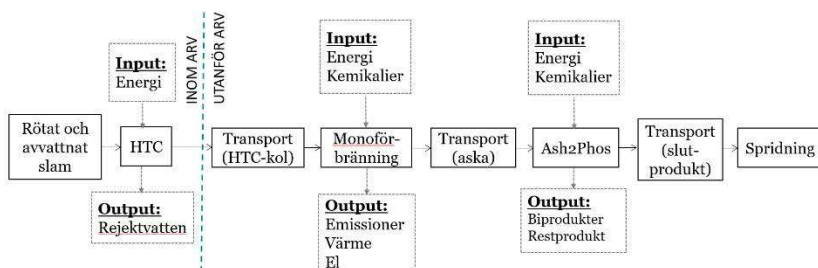 Input:
Energi
INOM ARV
UTANFÖR ARV
Input:
Energi
Kemikalier
Input:
Energi
Kemikalier
Rötat och
avvattnat
slam
HTC
Transport
(HTC-kol)
Monoför-
bränning
Transport
(aska)
Ash2Phos
Transport
(slut-
produkt)
Spridning
Output:
Rejektvatten
Output:
Emissioner
Värme
El
Output:
Biprodukter
Restprodukt